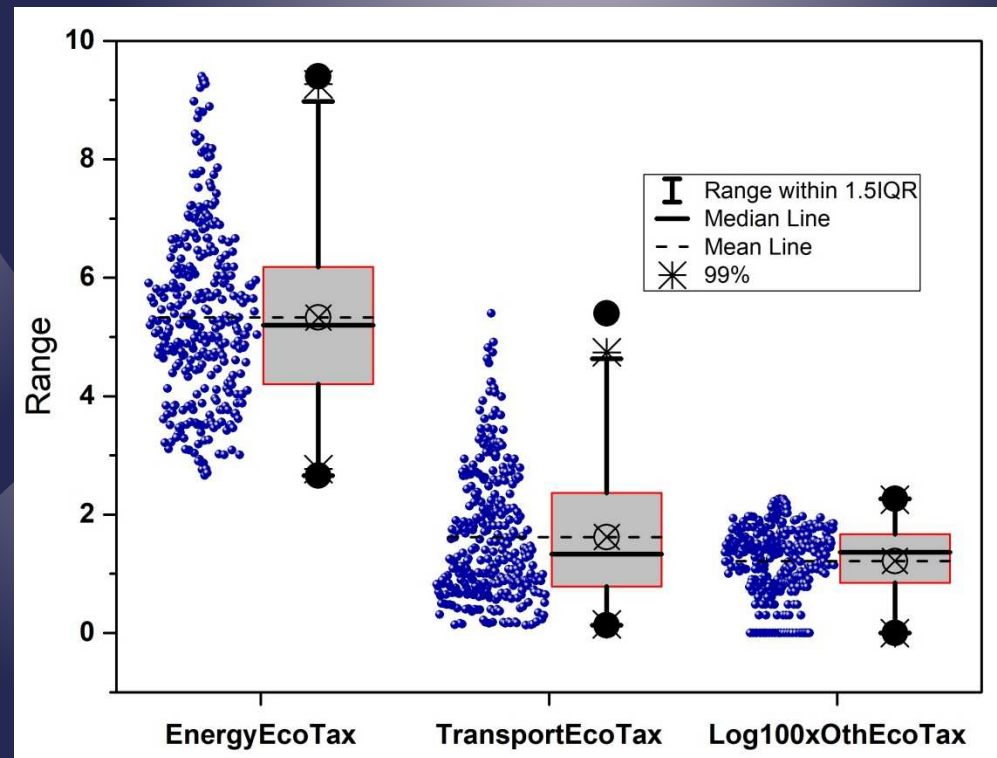 10
8
6
4
2
0
Range
Range within 1.5IQR
Median Line
Mean Line
99%
EnergyEcoTax
TransportEcoTax
Log100xOthEcoTax